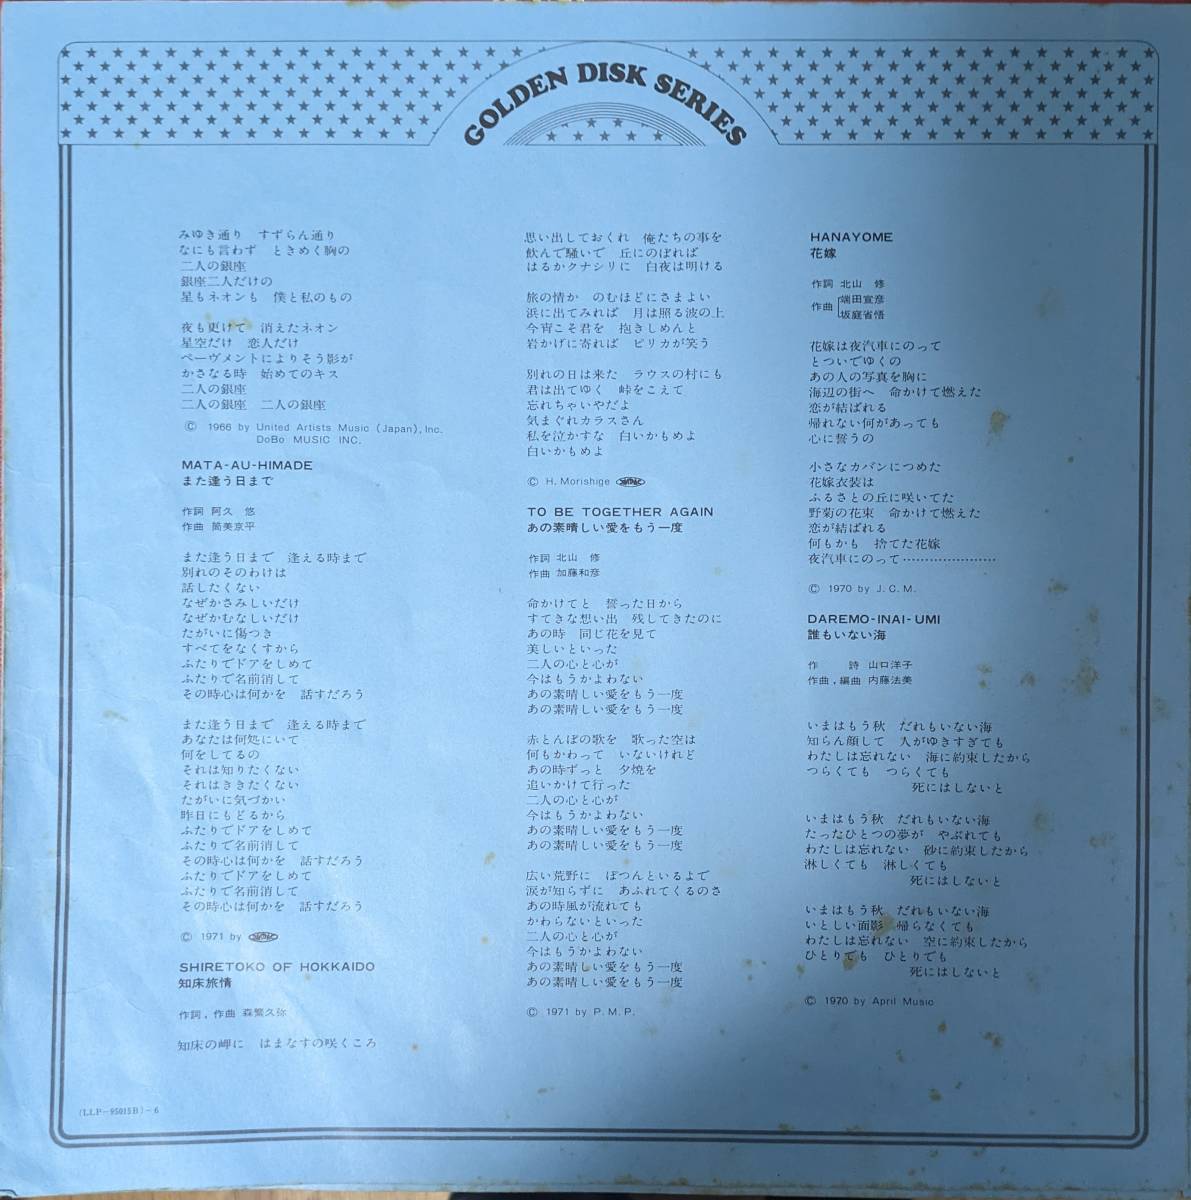 GOLDEN DISK SERIES
みゆき通り　すずらん通り
なにも言わず　ときめく胸の
二人の銀座
銀座二人だけの
星もネオンも　僕と私のもの
夜も更けて　消えたネオン
星空だけ　恋人だけ
ペーヴメントによりそう影が
かさなる時　始めてのキス
二人の銀座
二人の銀座　二人の銀座
© 1966 by United Artists Music (Japan), Inc.
DoBo MUSIC INC.
MATA-AU-HIMADE
また逢う日まで
作詞 阿久　悠
作曲 筒美京平
また逢う日まで　逢える時まで
別れのそのわけは
話したくない
なぜかさみしいだけ
なぜかむなしいだけ
たがいに傷つき
すべてをなくすから
ふたりでドアをしめて
ふたりで名前消して
その時心は何かを　話すだろう
また逢う日まで　逢える時まで
あなたは何処にいて
何をしてるの
それは知りたくない
それはききたくない
たがいに気づかい
昨日にもどるから
ふたりでドアをしめて
ふたりで名前消して
その時心は何かを　話すだろう
ふたりでドアをしめて
ふたりで名前消して
その時心は何かを　話すだろう
© 1971 by
SHIRETOKO OF HOKKAIDO
知床旅情
作詞，作曲 森繁久弥
知床の岬に　はまなすの咲くころ
思い出しておくれ　俺たちの事を
飲んで騒いで　丘にのぼれば
はるかクナシリに　白夜は明ける
旅の情か　のむほどにさまよい
浜に出てみれば　月は照る波の上
今宵こそ君を　抱きしめんと
岩かげに寄れば　ピリカが笑う
別れの日は来た　ラウスの村にも
君は出てゆく　峠をこえて
忘れちゃいやだよ
気まぐれカラスさん
私を泣かすな　白いかもめよ
白いかもめよ
© H. Morishige
TO BE TOGETHER AGAIN
あの素晴しい愛をもう一度
作詞 北山　修
作曲 加藤和彦
命かけてと　誓った日から
すてきな想い出　残してきたのに
あの時　同じ花を見て
美しいといった
二人の心と心が
今はもうかよわない
あの素晴しい愛をもう一度
あの素晴しい愛をもう一度
赤とんぼの歌を　歌った空は
何もかわって　いないけれど
あの時ずっと　夕焼を
追いかけて行った
二人の心と心が
今はもうかよわない
あの素晴しい愛をもう一度
あの素晴しい愛をもう一度
広い荒野に　ぽつんといるよで
涙が知らずに　あふれてくるのさ
あの時風が流れても
かわらないといった
二人の心と心が
今はもうかよわない
あの素晴しい愛をもう一度
あの素晴しい愛をもう一度
© 1971 by P.M.P.
HANAYOME
花嫁
作詞 北山　修
作曲 端田宣彦
坂庭省悟
花嫁は夜汽車にのって
とついでゆくの
あの人の写真を胸に
海辺の街へ　命かけて燃えた
恋が結ばれる
帰れない何があっても
心に誓うの
小さなカバンにつめた
花嫁衣装は
ふるさとの丘に咲いてた
野菊の花束　命かけて燃えた
恋が結ばれる
何もかも　捨てた花嫁
夜汽車にのって…………………
© 1970 by J.C.M.
DAREMO-INAI-UMI
誰もいない海
作　　詩 山口洋子
作曲，編曲 内藤法美
いまはもう秋　だれもいない海
知らん顔して　人がゆきすぎても
わたしは忘れない　海に約束したから
つらくても　つらくても
死にはしないと
いまはもう秋　だれもいない海
たったひとつの夢が　やぶれても
わたしは忘れない　砂に約束したから
淋しくても　淋しくても
死にはしないと
いまはもう秋　だれもいない海
いとしい面影　帰らなくても
わたしは忘れない　空に約束したから
ひとりでも　ひとりでも
死にはしないと
© 1970 by April Music
(LLP-95015B)-6